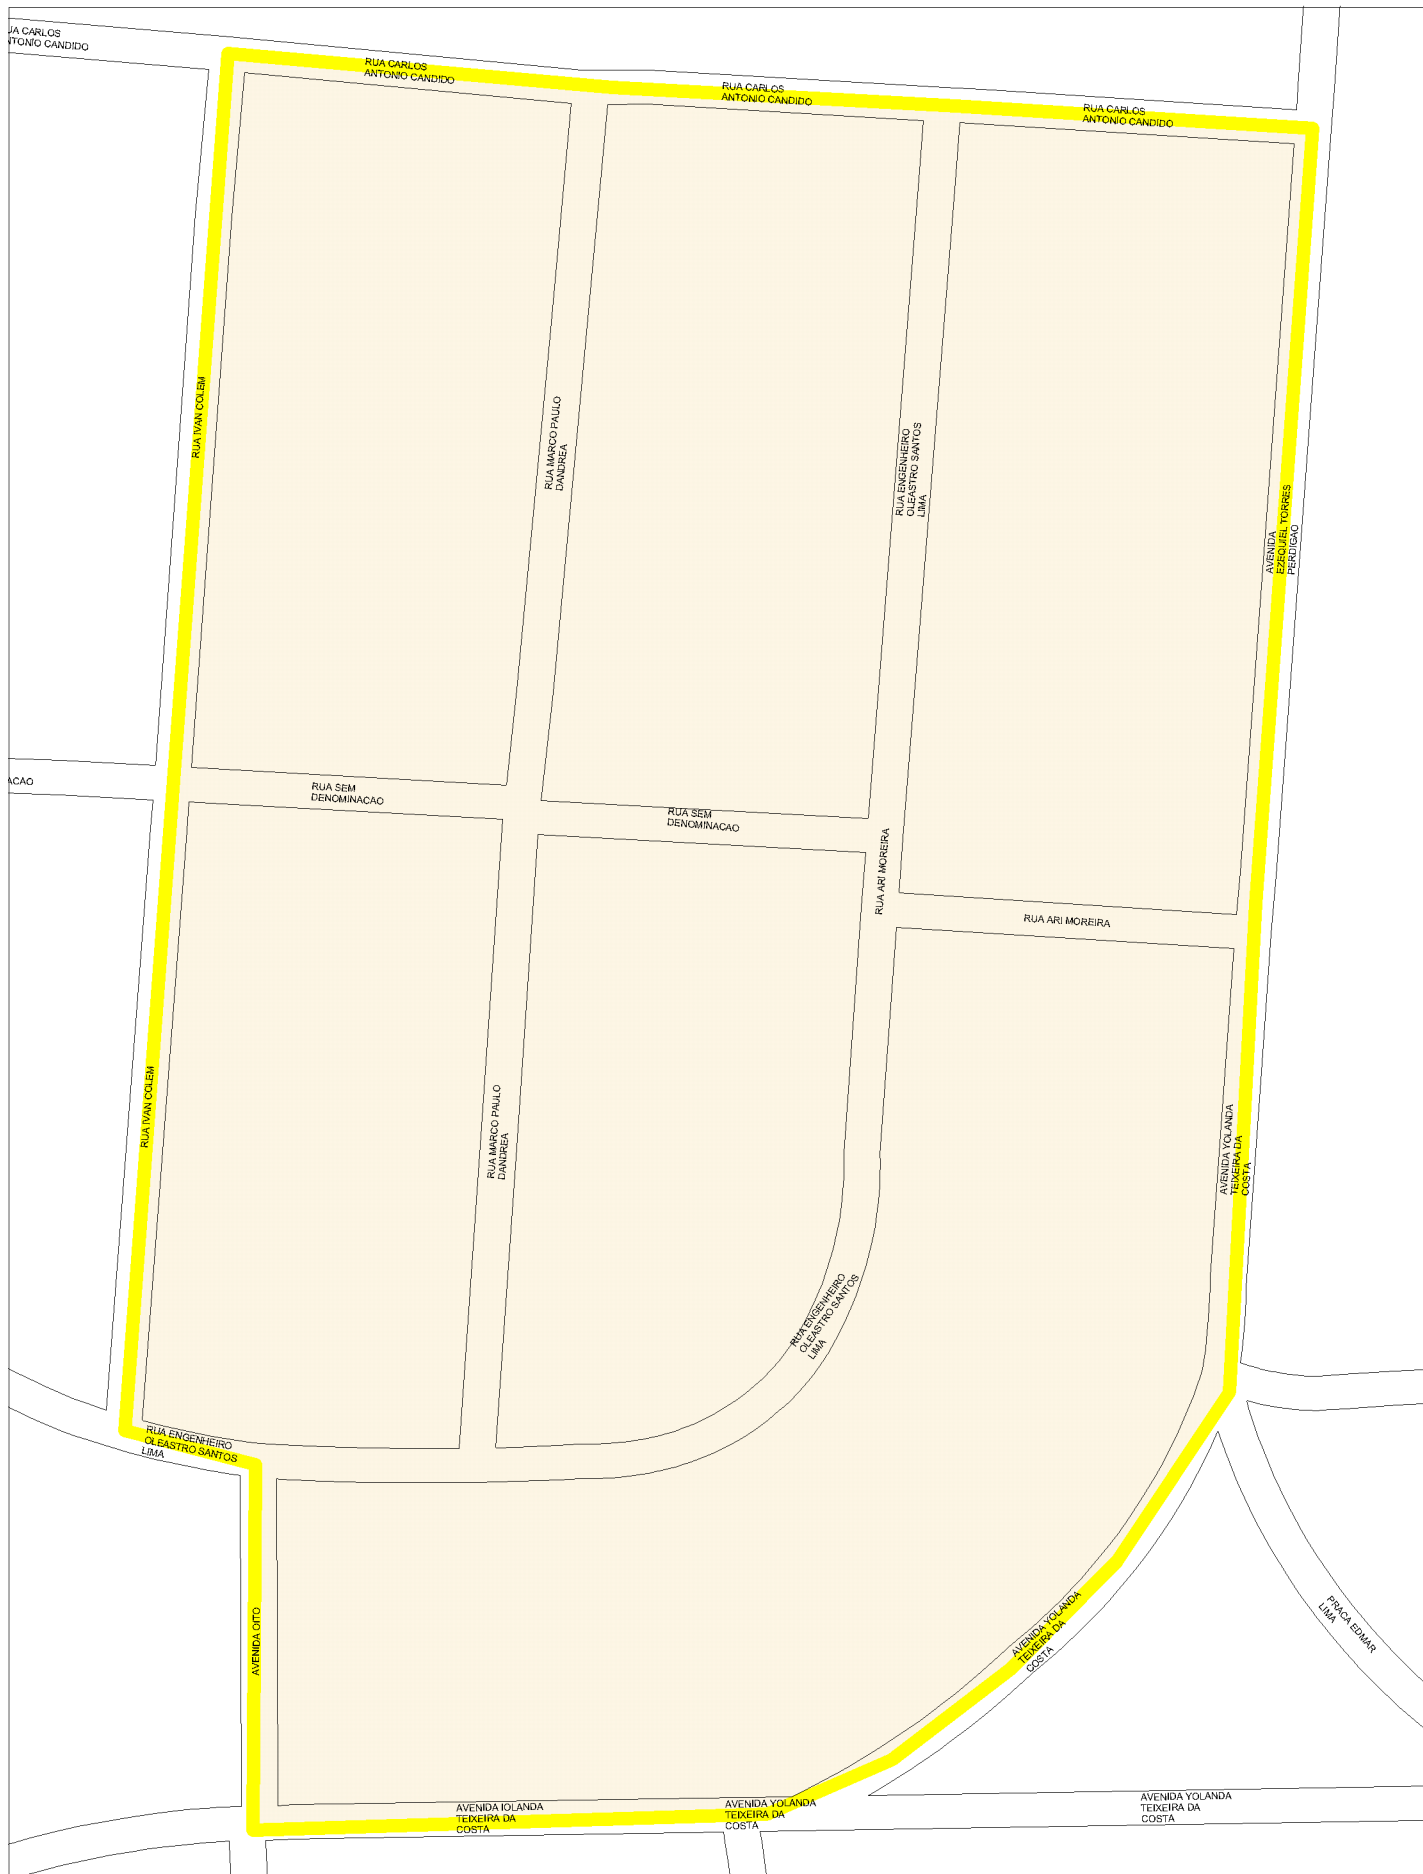 UA CARLOS
NTONIO CANDIDO
RUA CARLOS
ANTONIO CANDIDO
RUA CARLOS
ANTONIO CANDIDO
RUA CARLOS
ANTONIO CANDIDO
RUA IVAN COLEM
RUA MARCO PAULO
DANDREA
RUA ENGENHEIRO
OLEASTRO SANTOS
LIMA
AVENIDA
EZEQUIEL TORRES
PERDIGAO
ACAO
RUA SEM
DENOMINACAO
RUA SEM
DENOMINACAO
RUA ARI MOREIRA
RUA ARI MOREIRA
RUA IVAN COLEM
RUA MARCO PAULO
DANDREA
AVENIDA YOLANDA
TEIXEIRA DA
COSTA
RUA ENGENHEIRO
OLEASTRO SANTOS
LIMA
RUA ENGENHEIRO
OLEASTRO SANTOS
LIMA
AVENIDA OITO
AVENIDA YOLANDA
TEIXEIRA DA
COSTA
PRACA EDMAR
LIMA
AVENIDA IOLANDA
TEIXEIRA DA
COSTA
AVENIDA YOLANDA
TEIXEIRA DA
COSTA
AVENIDA YOLANDA
TEIXEIRA DA
COSTA